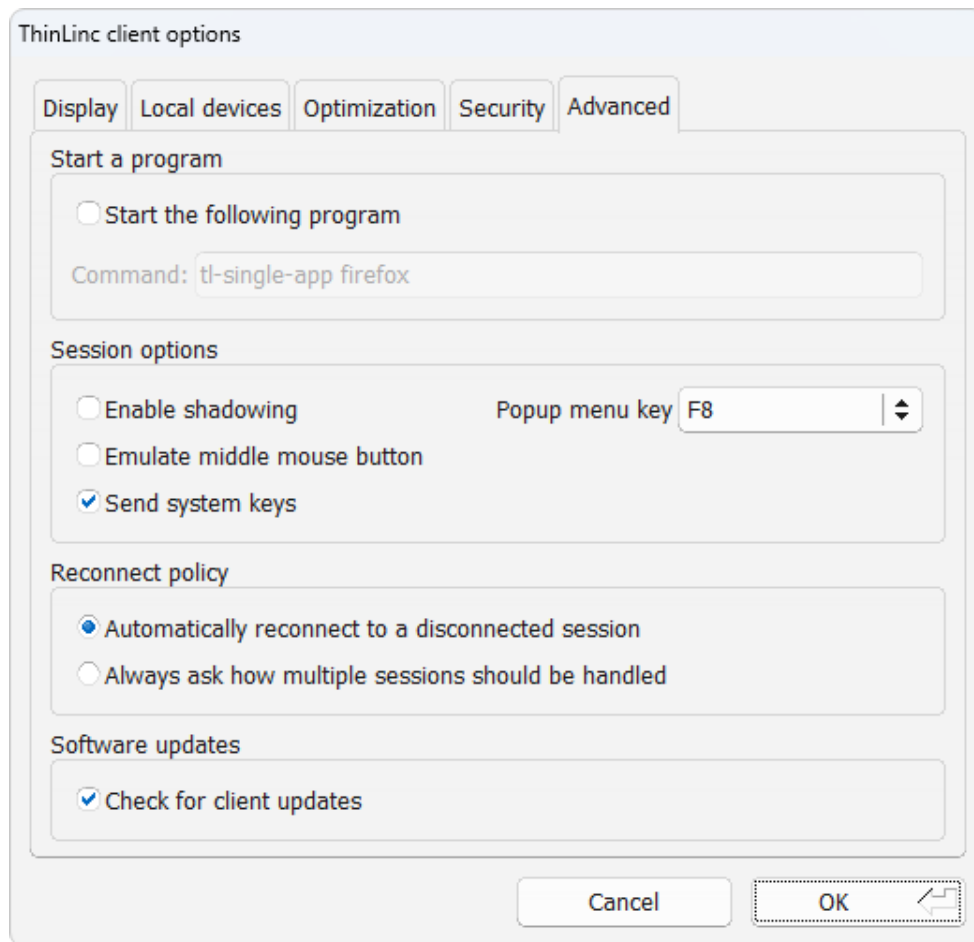 ThinLinc client options
Display Local devices Optimization Security Advanced
Start a program
Start the following program
Command: tl-single-app firefox
Session options
Enable shadowing Popup menu key F8
Emulate middle mouse button
Send system keys
Reconnect policy
Automatically reconnect to a disconnected session
Always ask how multiple sessions should be handled
Software updates
Check for client updates
Cancel OK